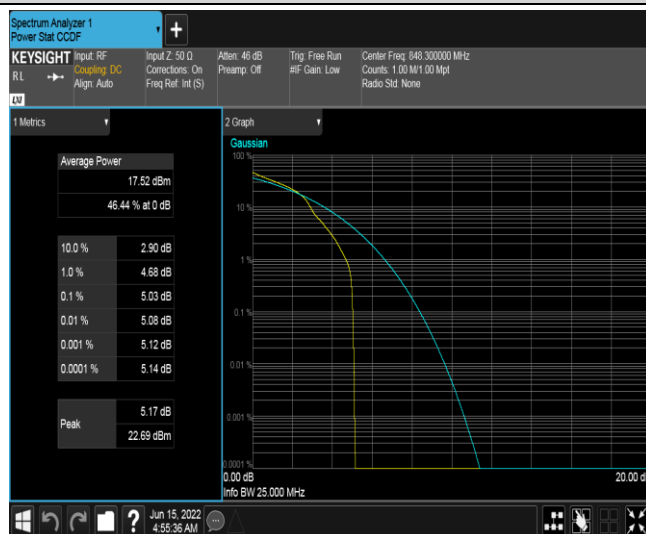 Spectrum Analyzer 1
Power Stat CCDF
+
KEYSIGHT
RL
LXI
Input: RF
Coupling: DC
Align: Auto
Input Z: 50 Ω
Corrections: On
Freq Ref: Int (S)
Atten: 46 dB
Preamp: Off
Trig: Free Run
#IF Gain: Low
Center Freq: 848.300000 MHz
Counts: 1.00 M/1.00 Mpt
Radio Std: None
1 Metrics
Average Power
17.52 dBm
46.44 % at 0 dB
10.0 % 2.90 dB
1.0 % 4.68 dB
0.1 % 5.03 dB
0.01 % 5.08 dB
0.001 % 5.12 dB
0.0001 % 5.14 dB
Peak
5.17 dB
22.69 dBm
2 Graph
Gaussian
100 %
10 %
1 %
0.1 %
0.01 %
0.001 %
0.0001 %
0.00 dB
20.00 d
Info BW 25.000 MHz
?
Jun 15, 2022
4:55:36 AM